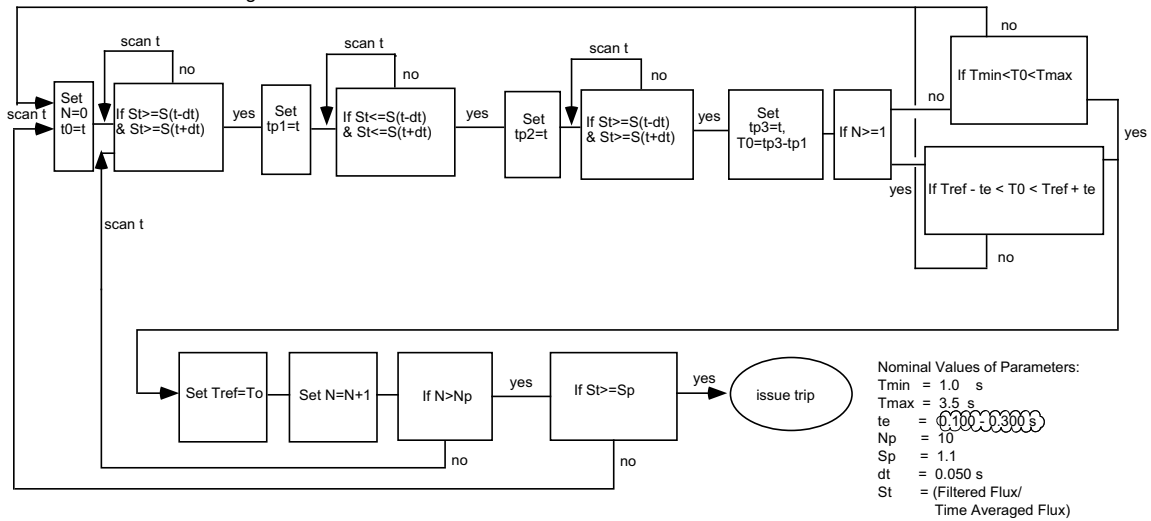 no
scan t
scan t
scan t
If Tmin<T0<Tmax
no
no
no
scan t
Set
N=0
t0=t
If St>=S(t-dt)
& St>=S(t+dt)
yes
Set
tp1=t
If St<=S(t-dt)
& St<=S(t+dt)
yes
Set
tp2=t
If St>=S(t-dt)
& St>=S(t+dt)
yes
Set
tp3=t,
T0=tp3-tp1
If N>=1
no
yes
yes
If Tref - te < T0 < Tref + te
no
scan t
Set Tref=To
Set N=N+1
If N>Np
yes
If St>=Sp
yes
issue trip
no
no
Nominal Values of Parameters:
Tmin = 1.0 s
Tmax = 3.5 s
te = 0.100 - 0.300 s
Np = 10
Sp = 1.1
dt = 0.050 s
St = (Filtered Flux/
Time Averaged Flux)